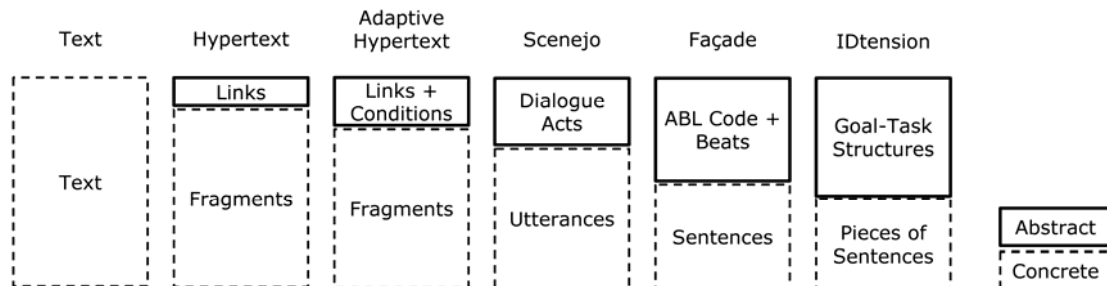 Text
Hypertext
Adaptive
Hypertext
Scenejo
Façade
IDtension
Text
Links
Fragments
Links +
Conditions
Fragments
Dialogue
Acts
Utterances
ABL Code +
Beats
Sentences
Goal-Task
Structures
Pieces of
Sentences
Abstract
Concrete